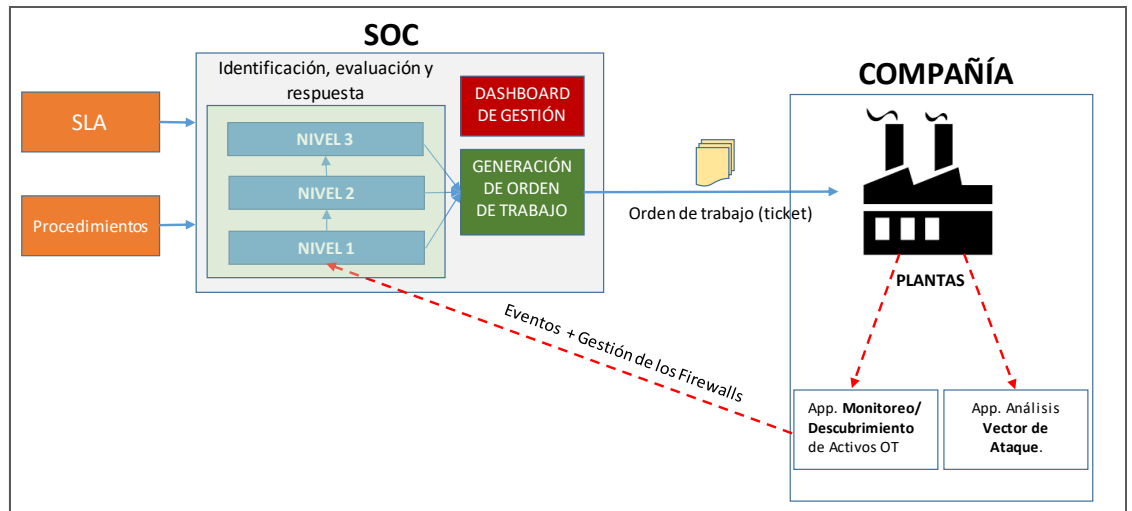 SOC
Identificación, evaluación y
respuesta
SLA
Procedimientos
NIVEL 3
NIVEL 2
NIVEL 1
DASHBOARD
DE GESTIÓN
GENERACIÓN
DE ORDEN
DE TRABAJO
Orden de trabajo (ticket)
COMPAÑÍA
PLANTAS
Eventos + Gestión de los Firewalls
App. Monitoreo/
Descubrimiento
de Activos OT
App. Análisis
Vector de
Ataque.